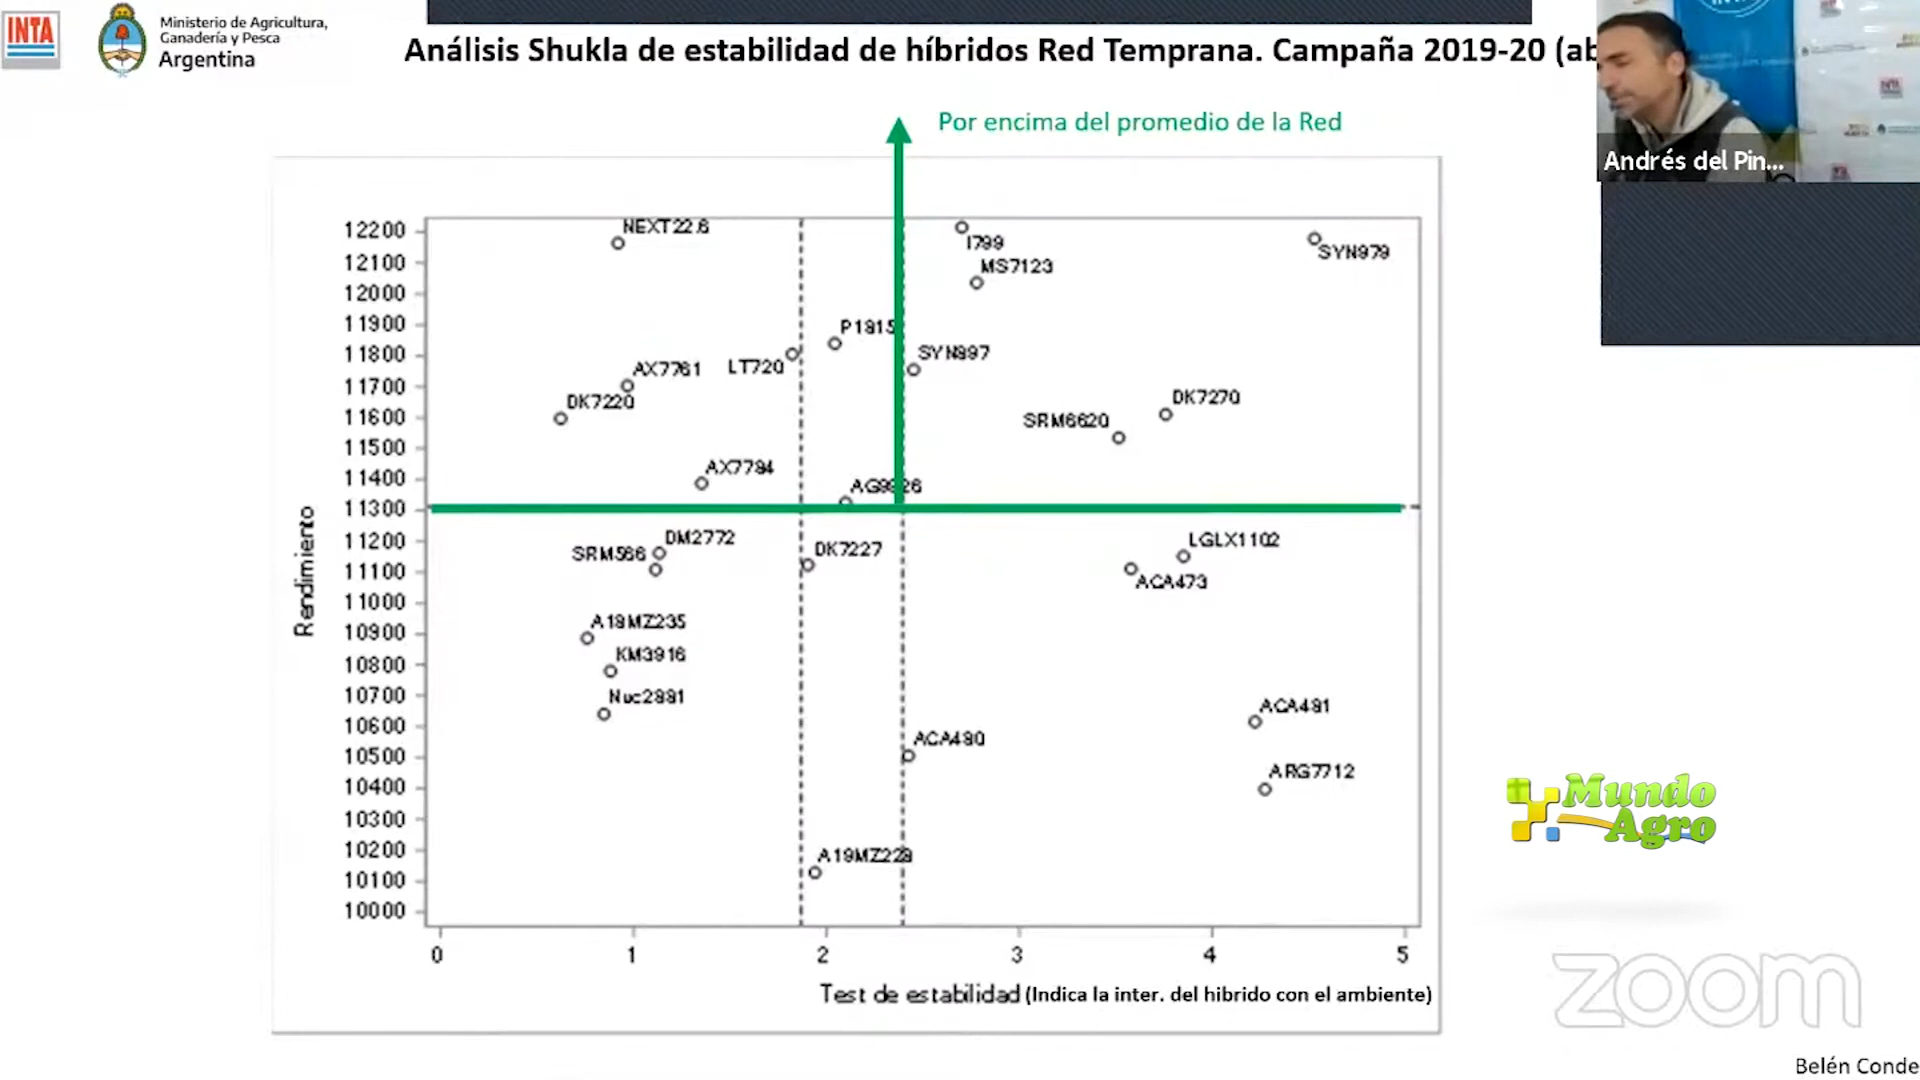 INTA
Ministerio de Agricultura,
Ganadería y Pesca
Argentina
Análisis Shukla de estabilidad de híbridos Red Temprana. Campaña 2019-20 (ab
Andrés del Pin...
Por encima del promedio de la Red
12200
12100
12000
11900
11800
11700
11600
11500
11400
11300
11200
11100
11000
10900
10800
10700
10600
10500
10400
10300
10200
10100
10000
Rendimiento
NEXT22.6
I799
SYN979
MS7123
P1815
SYN897
LT720
AX7761
DK7220
DK7270
SRM6620
AX7784
DM2772
SRM566
DK7227
LGLX1102
ACA473
A18MZ235
KM3916
Nuc2881
ACA481
ACA480
ARG7712
A19MZ228
0 1 2 3 4 5
Test de estabilidad (Indica la inter. del hibrido con el ambiente)
Mundo
Agro
zoom
Belén Conde